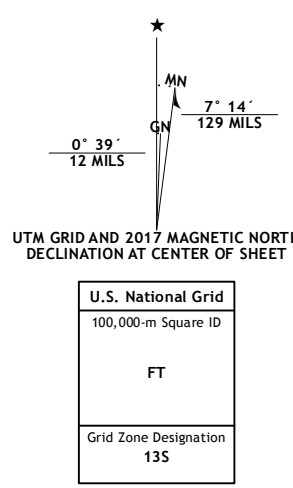 ★
MN
7° 14´
129 MILS
GN
0° 39´
12 MILS
UTM GRID AND 2017 MAGNETIC NORT
DECLINATION AT CENTER OF SHEET
U.S. National Grid
100,000-m Square ID
FT
Grid Zone Designation
13S